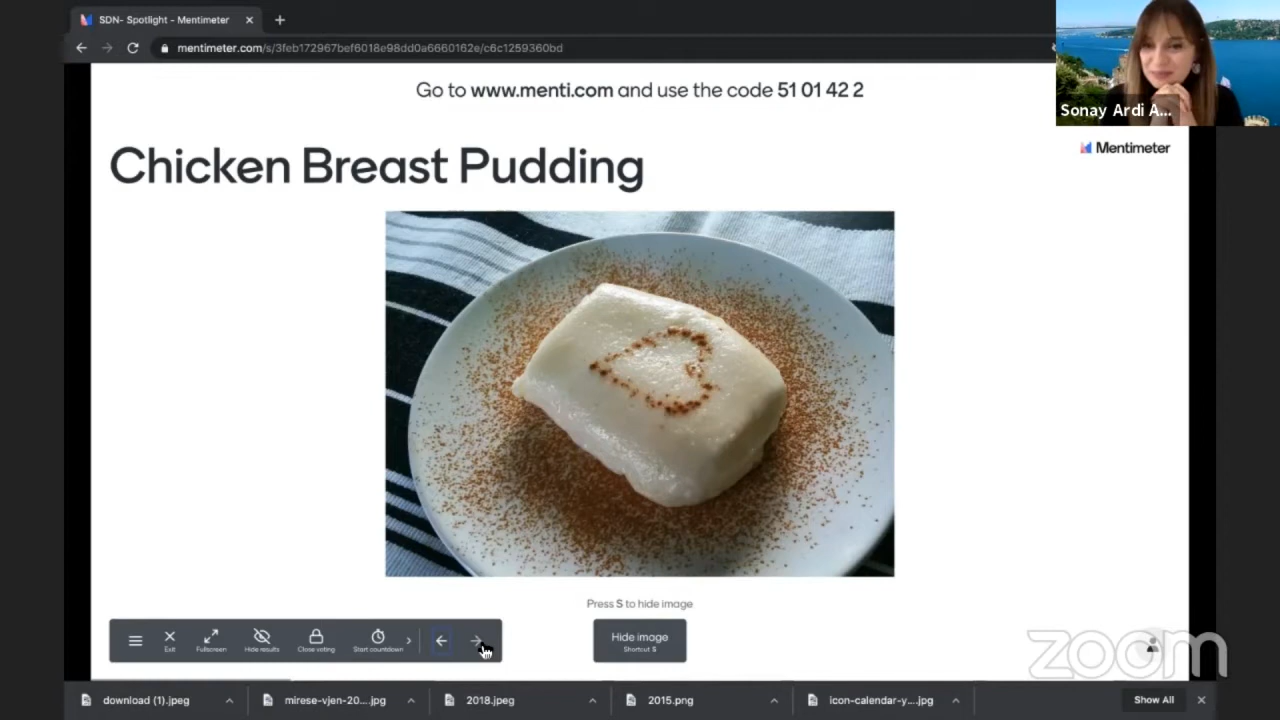 SDN- Spotlight - Mentimeter
mentimeter.com/s/3feb172967bef6018e98dd0a6660162e/c6c1259360bd
Sonay Ardi A...
Go to www.menti.com and use the code 51 01 42 2
Mentimeter
Chicken Breast Pudding
Press S to hide image
Exit
Fullscreen
Hide results
Close voting
Start countdown
Hide image
Shortcut S
zoom
download (1).jpeg
mirese-vjen-20....jpg
2018.jpeg
2015.png
icon-calendar-y....jpg
Show All